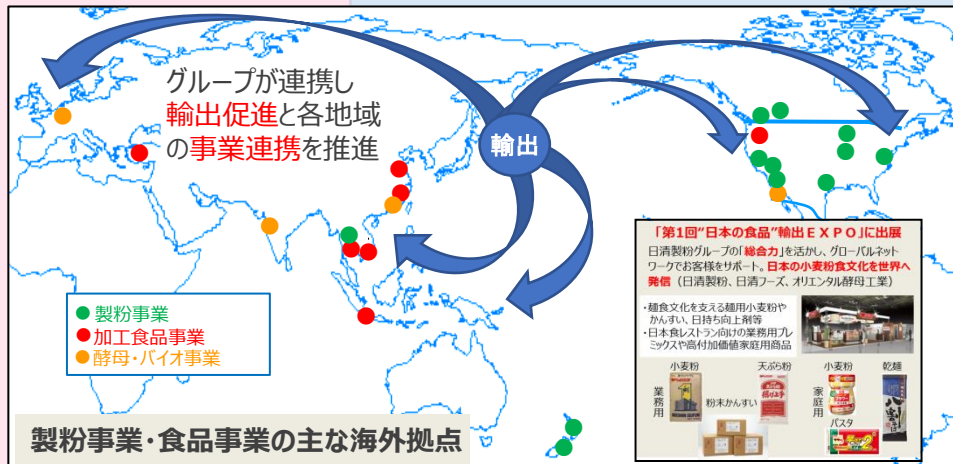 グループが連携し
輸出促進と各地域
の事業連携を推進
輸出
製粉事業
加工食品事業
酵母・バイオ事業
製粉事業・食品事業の主な海外拠点
「第1回“日本の食品”輸出EXPO」に出展
日清製粉グループの「総合力」を活かし、グローバルネット
ワークでお客様をサポート。日本の小麦粉食文化を世界へ
発信（日清製粉、日清フーズ、オリエンタル酵母工業）
・麺食文化を支える麺用小麦粉や
かんすい、日持ち向上剤等
・日本食レストラン向けの業務用プレ
ミックスや高付加価値家庭用商品
小麦粉
天ぷら粉
小麦粉
乾麺
業務用
粉末かんすい
家庭用
パスタ